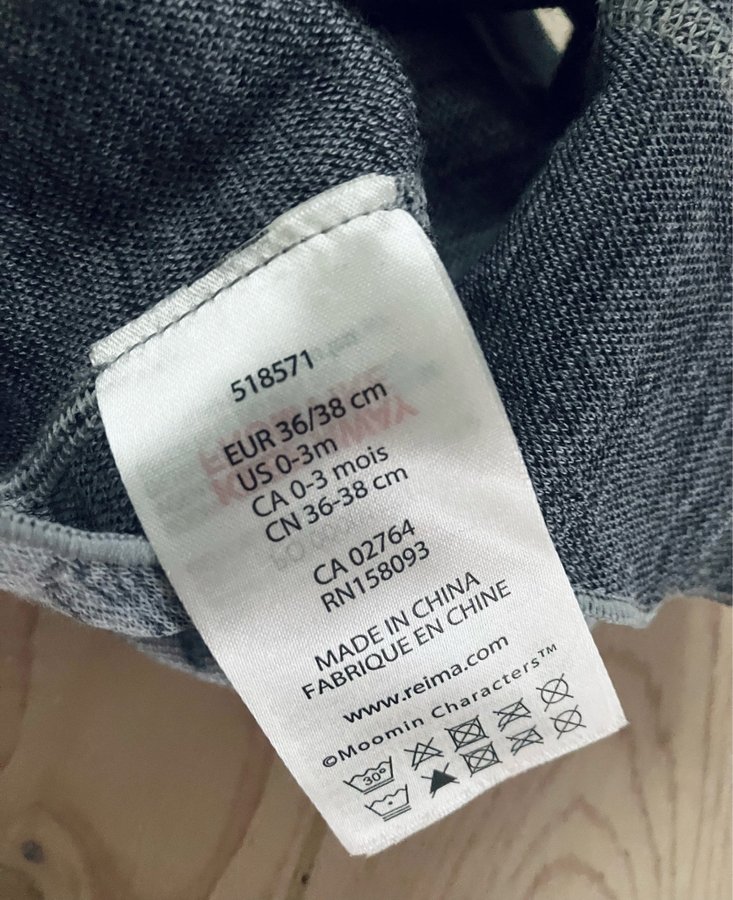 518571
EUR 36/38 cm
US 0-3m
CA 0-3 mois
CN 36-38 cm
CA 02764
RN158093
MADE IN CHINA
FABRIQUE EN CHINE
www.reima.com
©Moomin Characters™
30°